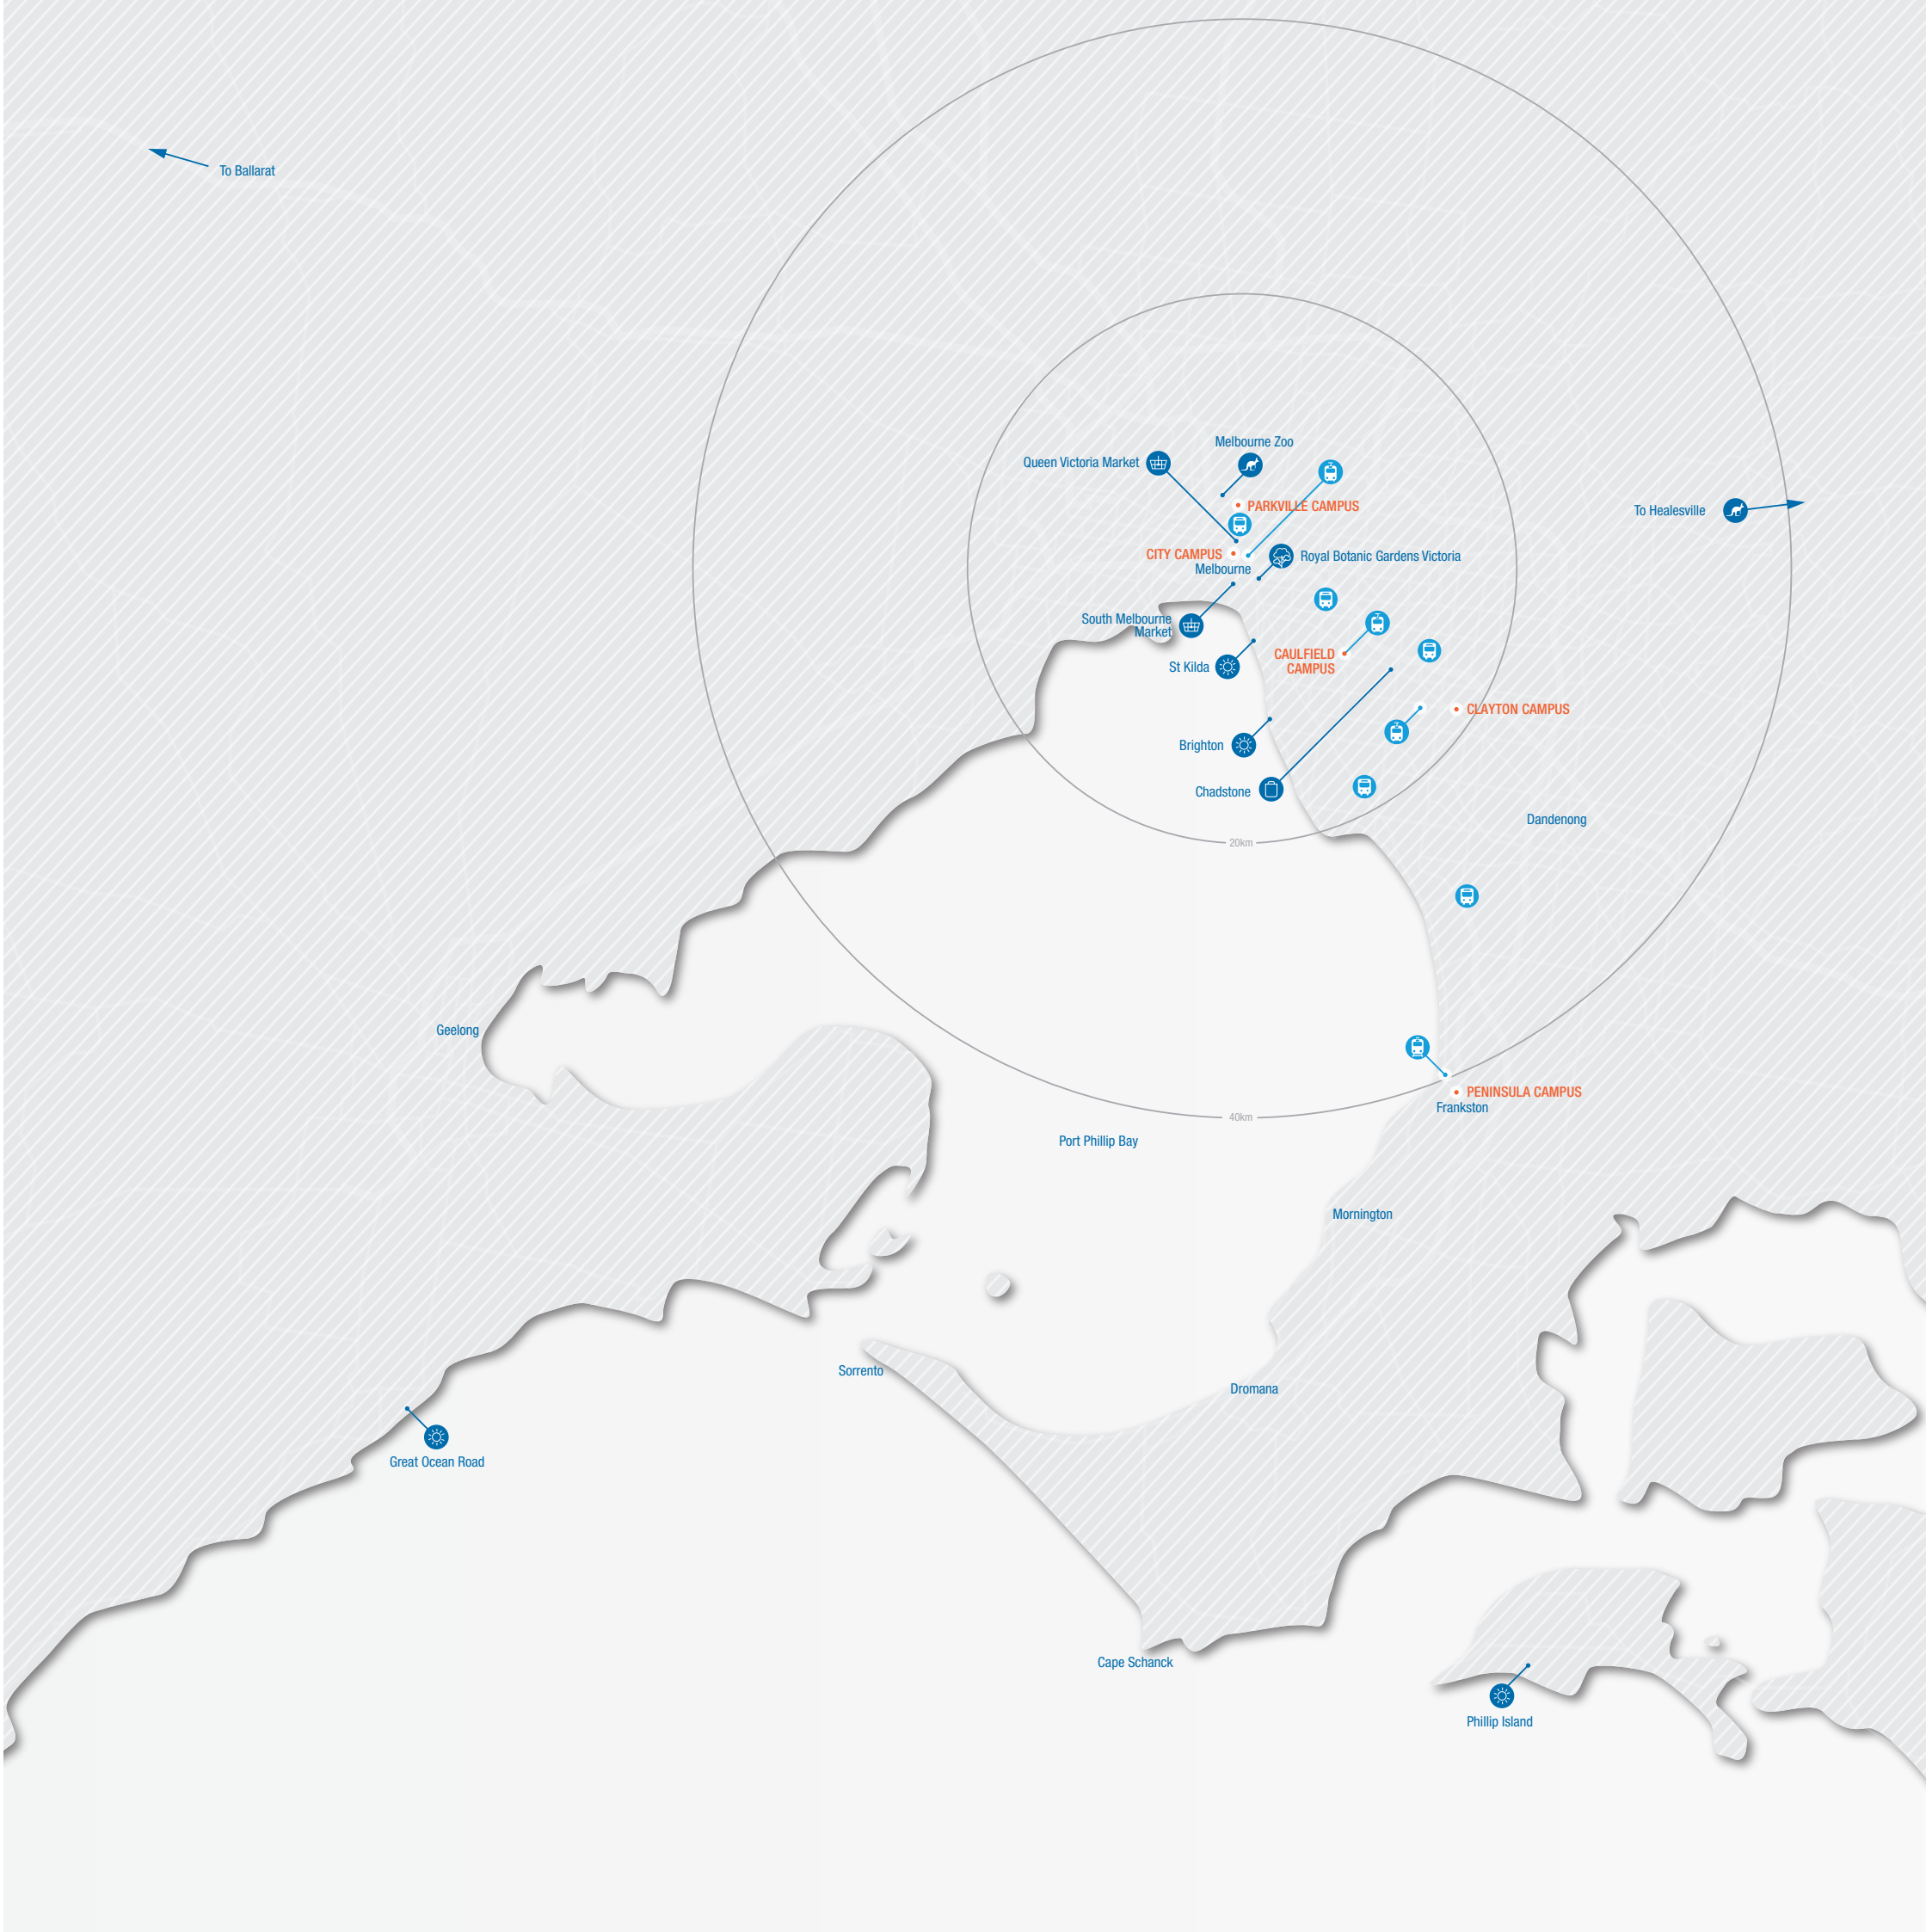 To Ballarat
Melbourne Zoo
Queen Victoria Market
PARKVILLE CAMPUS
To Healesville
CITY CAMPUS
Royal Botanic Gardens Victoria
Melbourne
South Melbourne
Market
CAULFIELD
CAMPUS
St Kilda
CLAYTON CAMPUS
Brighton
Chadstone
Dandenong
20km
Geelong
PENINSULA CAMPUS
Frankston
40km
Port Phillip Bay
Mornington
Sorrento
Dromana
Great Ocean Road
Cape Schanck
Phillip Island